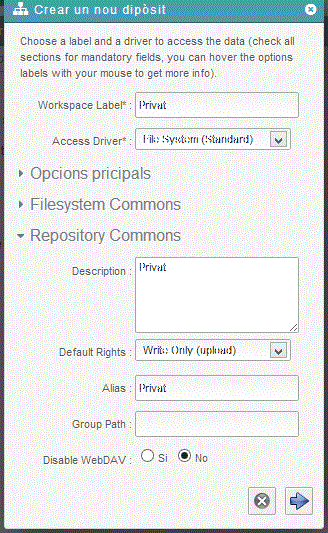 Crear un nou dipòsit
Choose a label and a driver to access the data (check all
sections for mandatory fields, you can hover the options
labels with your mouse to get more info).
Workspace Label* : Privat
Access Driver* : File System (Standard)
Opcions pricipals
Filesystem Commons
Repository Commons
Description : Privat
Default Rights : Write Only (upload)
Alias : Privat
Group Path :
Disable WebDAV : Si No